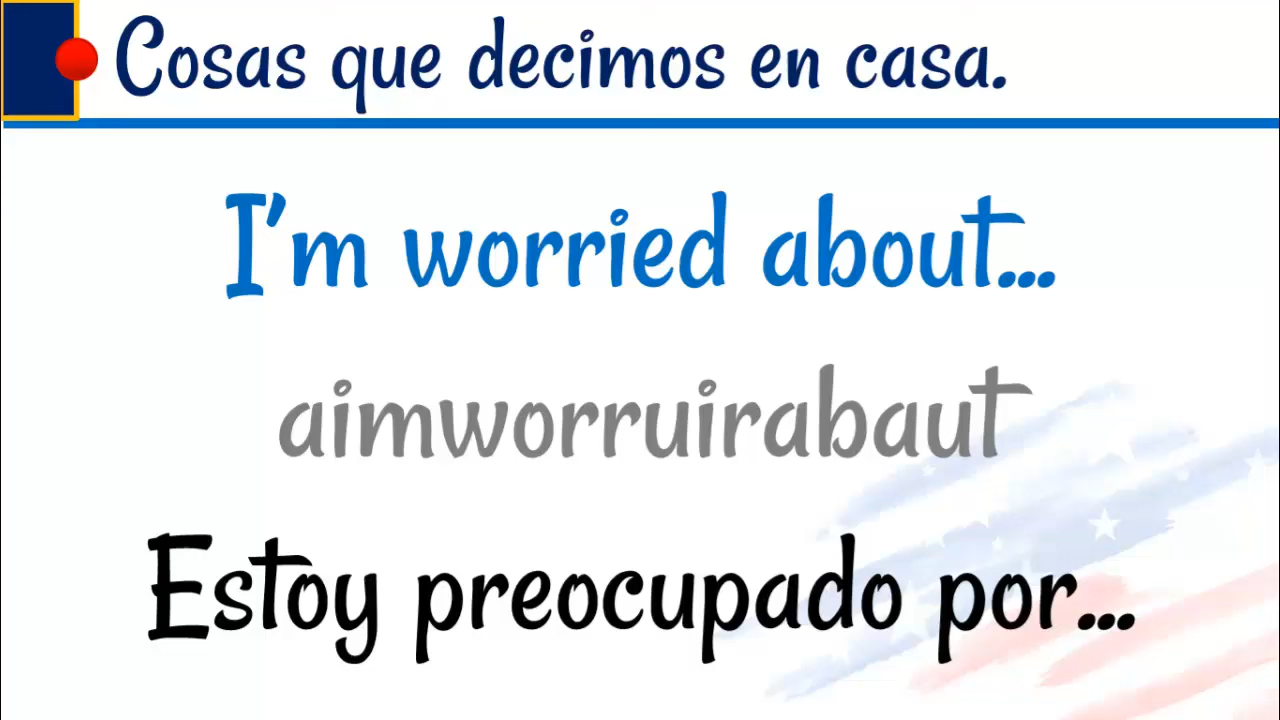 Cosas que decimos en casa.
I'm worried about...
aimworruirabaut
Estoy preocupado por...